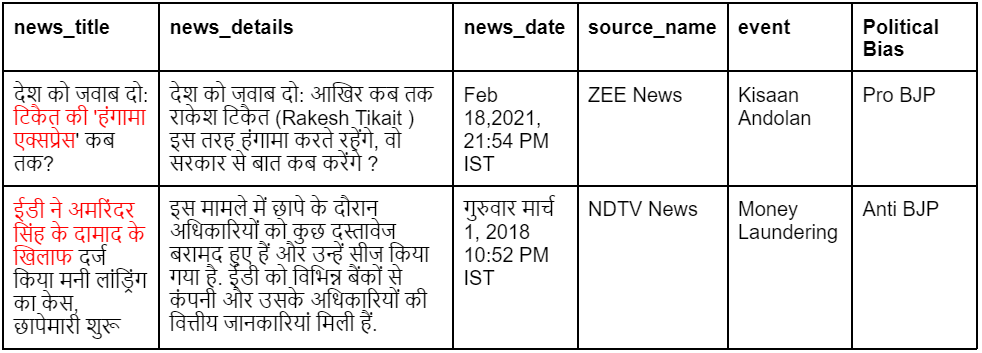 news_title
news_details
news_date
source_name
event
Political
Bias
देश को जवाब दो:
टिकैत की 'हंगामा
एक्सप्रेस' कब
तक?
देश को जवाब दो: आखिर कब तक
राकेश टिकैत (Rakesh Tikait )
इस तरह हंगामा करते रहेंगे, वो
सरकार से बात कब करेंगे ?
Feb
18,2021,
21:54 PM
IST
ZEE News
Kisaan
Andolan
Pro BJP
ईडी ने अमरिंदर
सिंह के दामाद के
खिलाफ दर्ज
किया मनी लांड्रिंग
का केस,
छापेमारी शुरू
इस मामले में छापे के दौरान
अधिकारियों को कुछ दस्तावेज
बरामद हुए हैं और उन्हें सीज किया
गया है. ईडी को विभिन्न बैंकों से
कंपनी और उसके अधिकारियों की
वित्तीय जानकारियां मिली हैं.
गुरुवार मार्च
1, 2018
10:52 PM
IST
NDTV News
Money
Laundering
Anti BJP